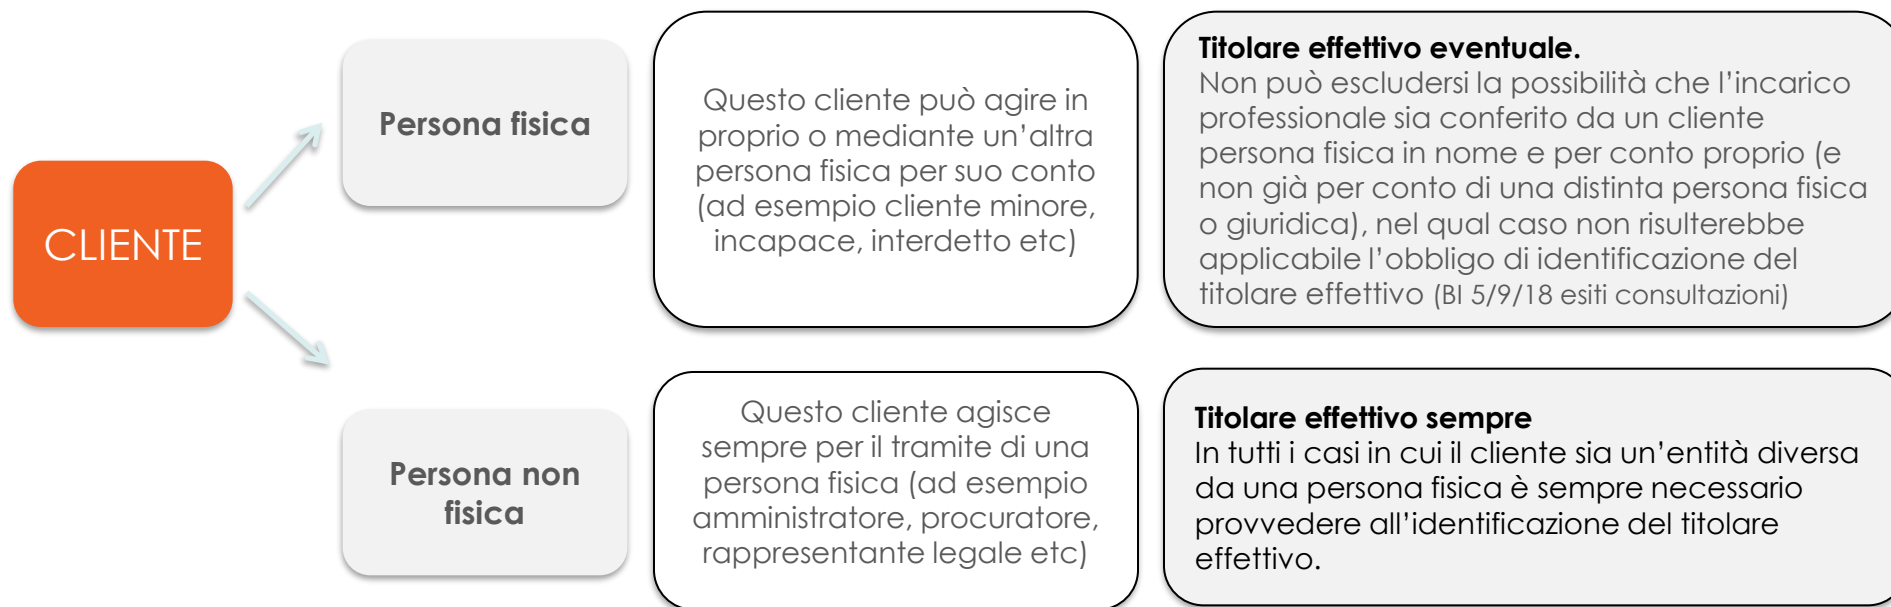 CLIENTE
Persona fisica
Questo cliente può agire in
proprio o mediante un'altra
persona fisica per suo conto
(ad esempio cliente minore,
incapace, interdetto etc)
Titolare effettivo eventuale.
Non può escludersi la possibilità che l'incarico
professionale sia conferito da un cliente
persona fisica in nome e per conto proprio (e
non già per conto di una distinta persona fisica
o giuridica), nel qual caso non risulterebbe
applicabile l'obbligo di identificazione del
titolare effettivo (BI 5/9/18 esiti consultazioni)
Persona non
fisica
Questo cliente agisce
sempre per il tramite di una
persona fisica (ad esempio
amministratore, procuratore,
rappresentante legale etc)
Titolare effettivo sempre
In tutti i casi in cui il cliente sia un'entità diversa
da una persona fisica è sempre necessario
provvedere all'identificazione del titolare
effettivo.